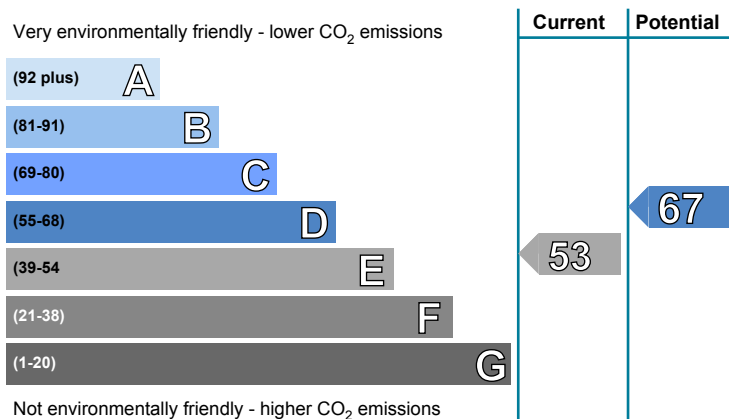 Very environmentally friendly - lower CO2 emissions
Current Potential
(92 plus) A
(81-91) B
(69-80) C
(55-68) D
67
(39-54 E
53
(21-38) F
(1-20) G
Not environmentally friendly - higher CO2 emissions